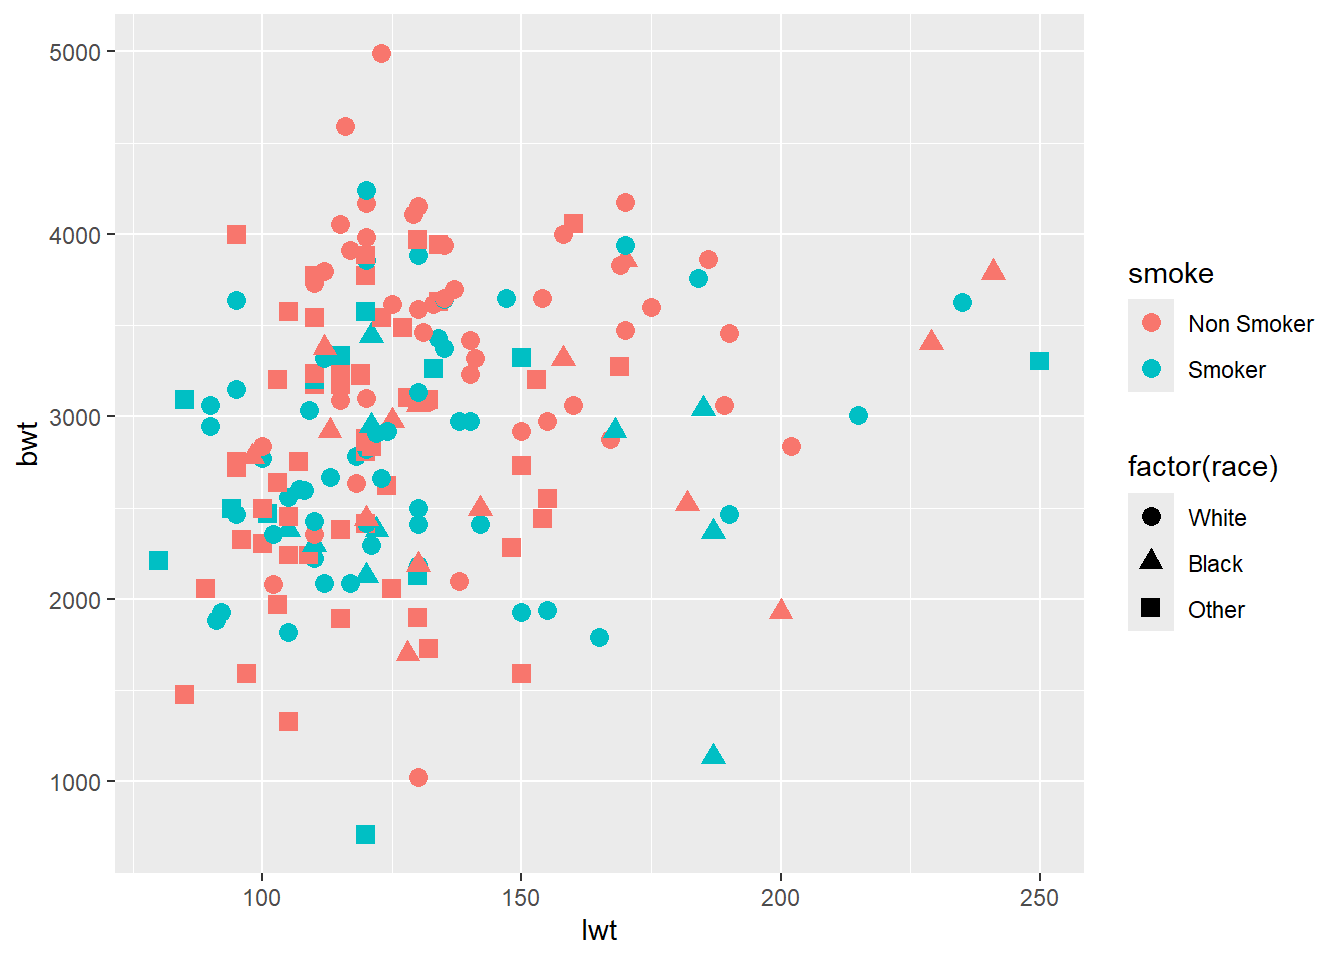 5000
4000
3000
2000
1000
bwt
100
150
200
250
lwt
smoke
Non Smoker
Smoker
factor(race)
White
Black
Other